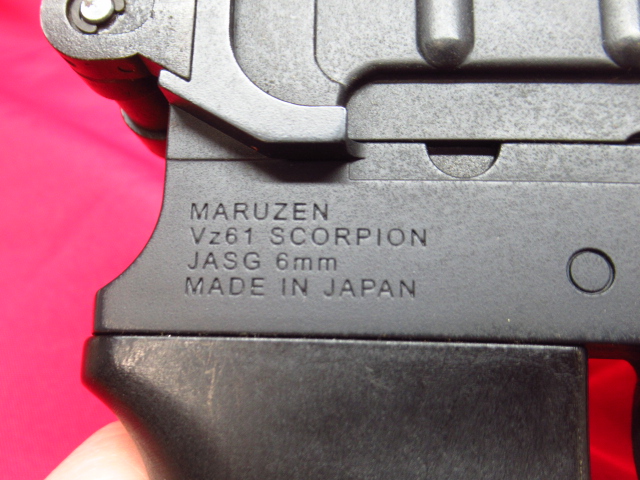 MARUZEN
Vz61 SCORPION
JASG 6mm
MADE IN JAPAN